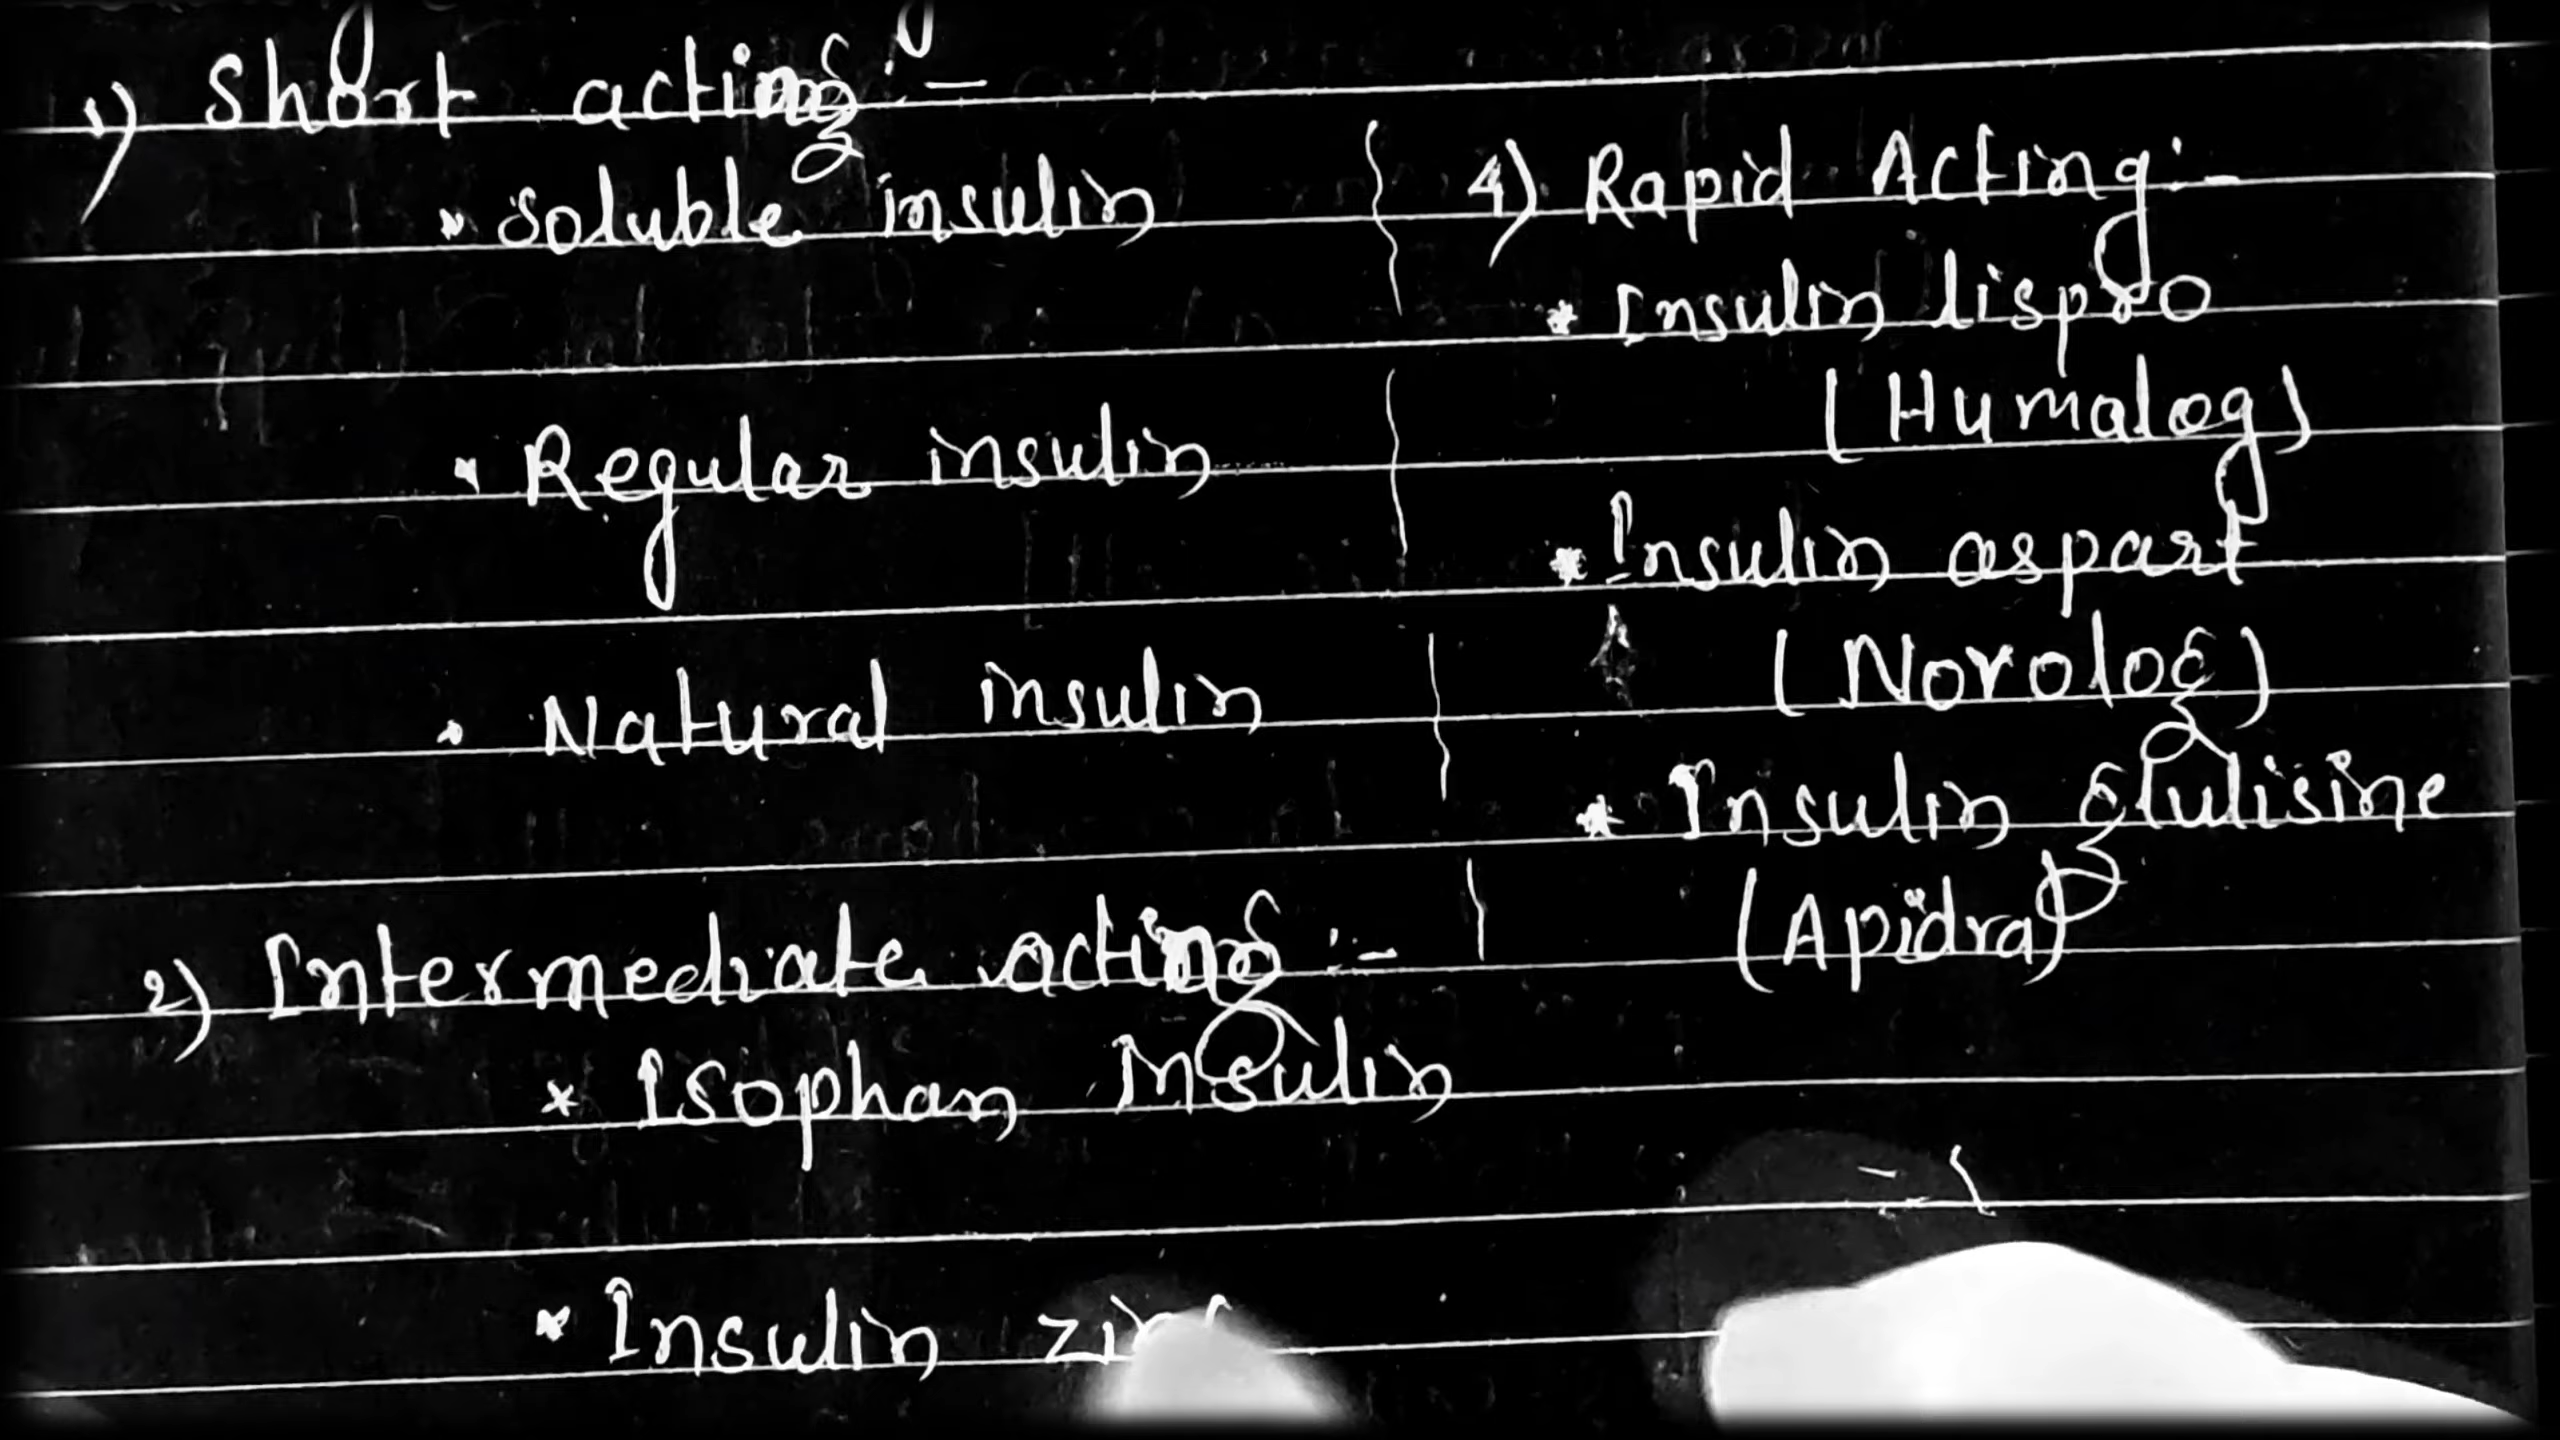 1) Short acting :-
* Soluble insulin
* Regular insulin
* Natural insulin
2) Intermediate acting :-
* Isophan Insulin
* Insulin
4) Rapid Acting :-
* Insulin lispro
(Humalog)
* Insulin aspart
(Novolog)
* Insulin glulisine
(Apidra)